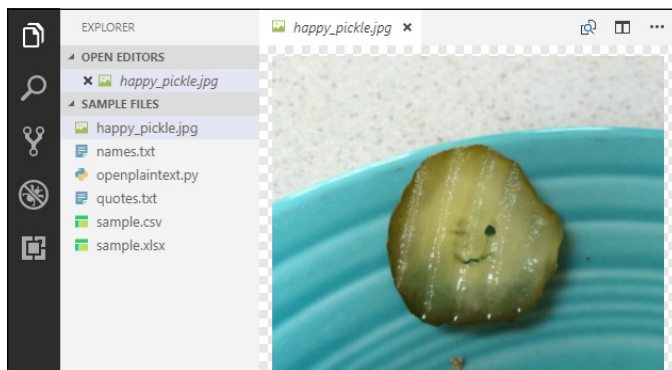 EXPLORER
OPEN EDITORS
happy_pickle.jpg
SAMPLE FILES
happy_pickle.jpg
names.txt
openplaintext.py
quotes.txt
sample.csv
sample.xlsx
happy_pickle.jpg